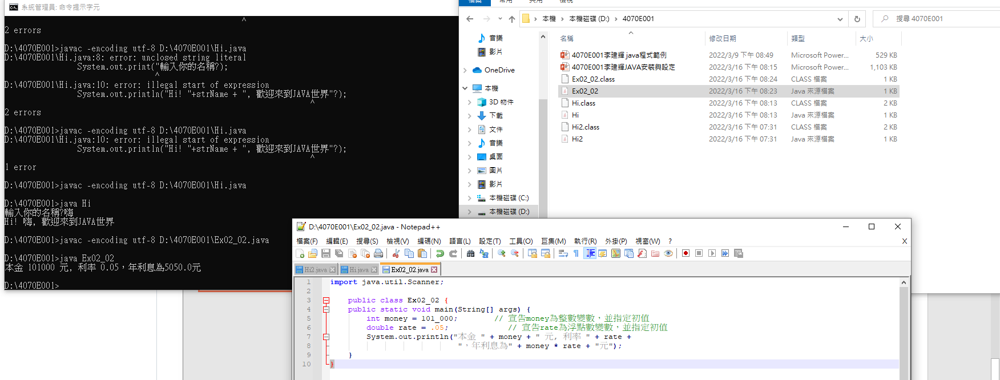 系統管理員: 命令提示字元
^
2 errors
D:\4070E001>javac -encoding utf-8 D:\4070E001\Hi.java
D:\4070E001\Hi.java:8: error: unclosed string literal
System.out.print("輸入你的名稱?);
^
D:\4070E001\Hi.java:10: error: illegal start of expression
System.out.println("Hi! "+strName + ", 歡迎來到JAVA世界"?);
^
2 errors
D:\4070E001>javac -encoding utf-8 D:\4070E001\Hi.java
D:\4070E001\Hi.java:10: error: illegal start of expression
System.out.println("Hi! "+strName + ", 歡迎來到JAVA世界"?);
^
1 error
D:\4070E001>javac -encoding utf-8 D:\4070E001\Hi.java
D:\4070E001>java Hi
輸入你的名稱?嗨
Hi! 嗨, 歡迎來到JAVA世界
D:\4070E001>javac -encoding utf-8 D:\4070E001\Ex02_02.java
D:\4070E001>java Ex02_02
本金 101000 元, 利率 0.05，年利息為5050.0元
D:\4070E001>
檔案 常用 共用 檢視
本機 > 本機磁碟 (D:) > 4070E001
搜尋 4070E001
音樂
影片
OneDrive
本機
3D 物件
下載
文件
音樂
桌面
圖片
影片
本機磁碟 (C:)
本機磁碟 (D:)
名稱 修改日期 類型 大小
4070E001李建輝 java程式範例 2022/3/9 下午 08:49 Microsoft Power... 529 KB
4070E001李建輝JAVA安裝與設定 2022/3/16 下午 08:15 Microsoft Power... 1,103 KB
Ex02_02.class 2022/3/16 下午 08:24 CLASS 檔案 1 KB
Ex02_02 2022/3/16 下午 08:23 Java 來源檔案 1 KB
Hi.class 2022/3/16 下午 08:13 CLASS 檔案 2 KB
Hi 2022/3/16 下午 08:13 Java 來源檔案 1 KB
Hi2.class 2022/3/16 下午 07:31 CLASS 檔案 2 KB
Hi2 2022/3/16 下午 07:31 Java 來源檔案 1 KB
D:\4070E001\Ex02_02.java - Notepad++
檔案(F) 編輯(E) 搜尋(S) 檢視(V) 編碼(N) 語言(L) 設定(T) 工具(O) 巨集(M) 執行(R) 外掛(P) 視窗(W) ? X
Hi2.java Hi.java Ex02_02.java
1 import java.util.Scanner;
2
3 public class Ex02_02 {
4 public static void main(String[] args) {
5 int money = 101_000; // 宣告money為整數變數，並指定初值
6 double rate = .05; // 宣告rate為浮點數變數，並指定初值
7 System.out.println("本金 " + money + " 元, 利率 " + rate +
8 "，年利息為" + money * rate + "元");
9 }
10 }